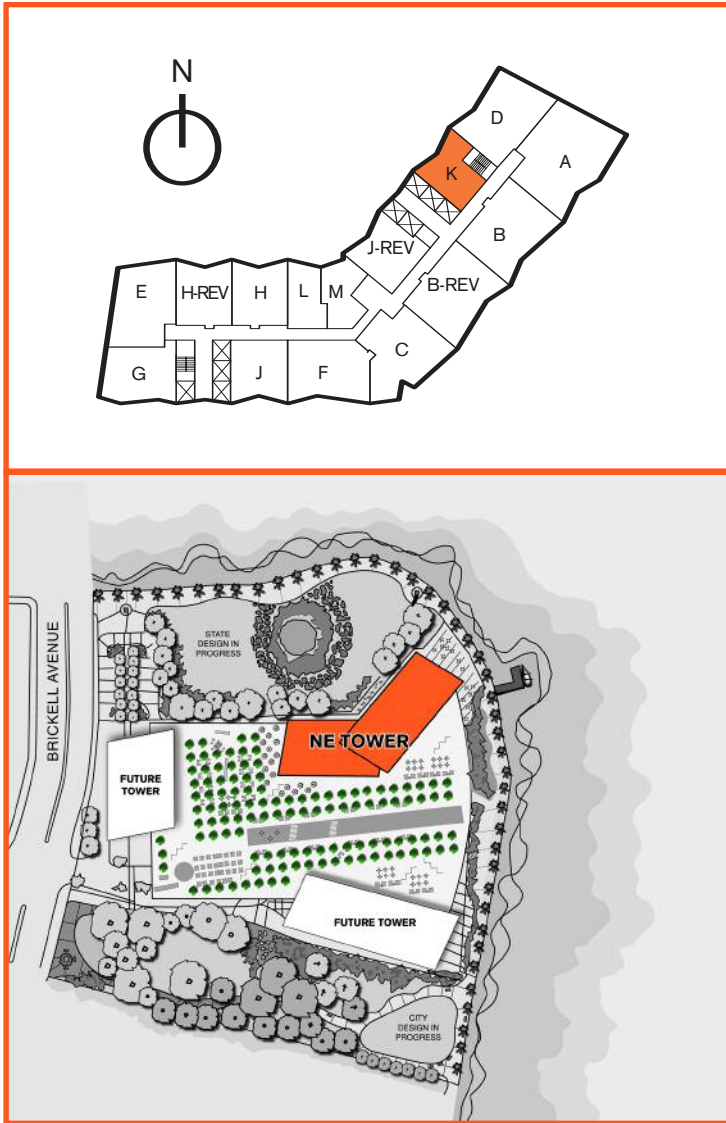 N
D
A
K
B
J-REV
B-REV
E
H-REV
H
L
M
C
G
J
F
BRICKELL AVENUE
STATE
DESIGN IN
PROGRESS
NE TOWER
FUTURE
TOWER
FUTURE TOWER
CITY
DESIGN IN
PROGRESS